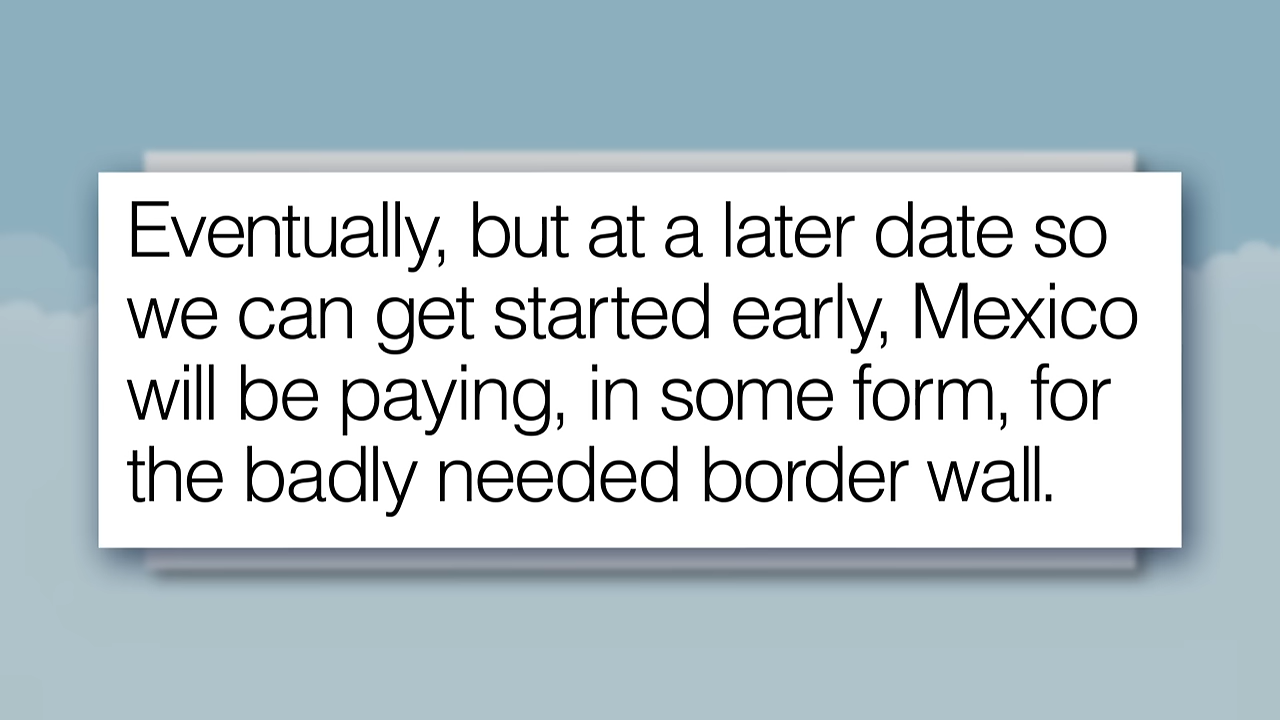 Eventually, but at a later date so
we can get started early, Mexico
will be paying, in some form, for
the badly needed border wall.